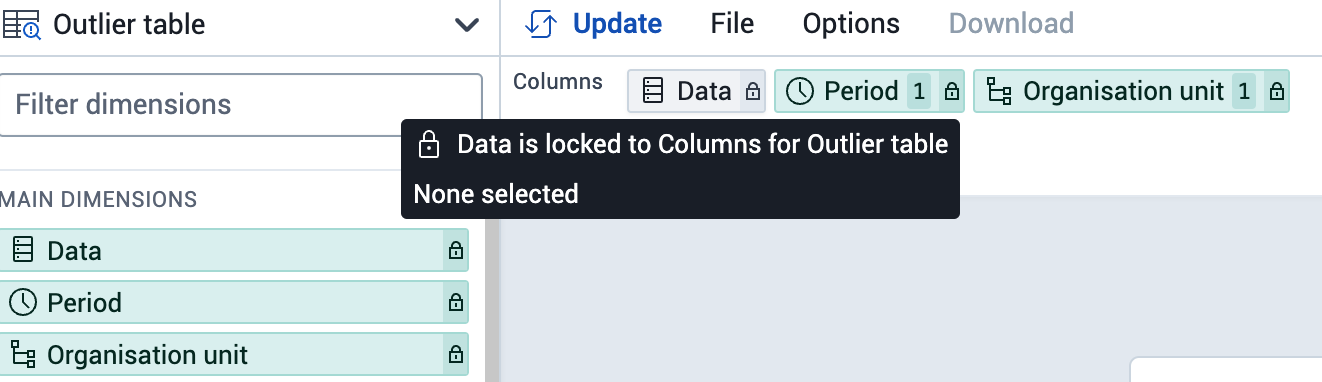 Outlier table
Update File Options Download
Filter dimensions
Columns Data Period 1 Organisation unit 1
Data is locked to Columns for Outlier table
None selected
MAIN DIMENSIONS
Data
Period
Organisation unit